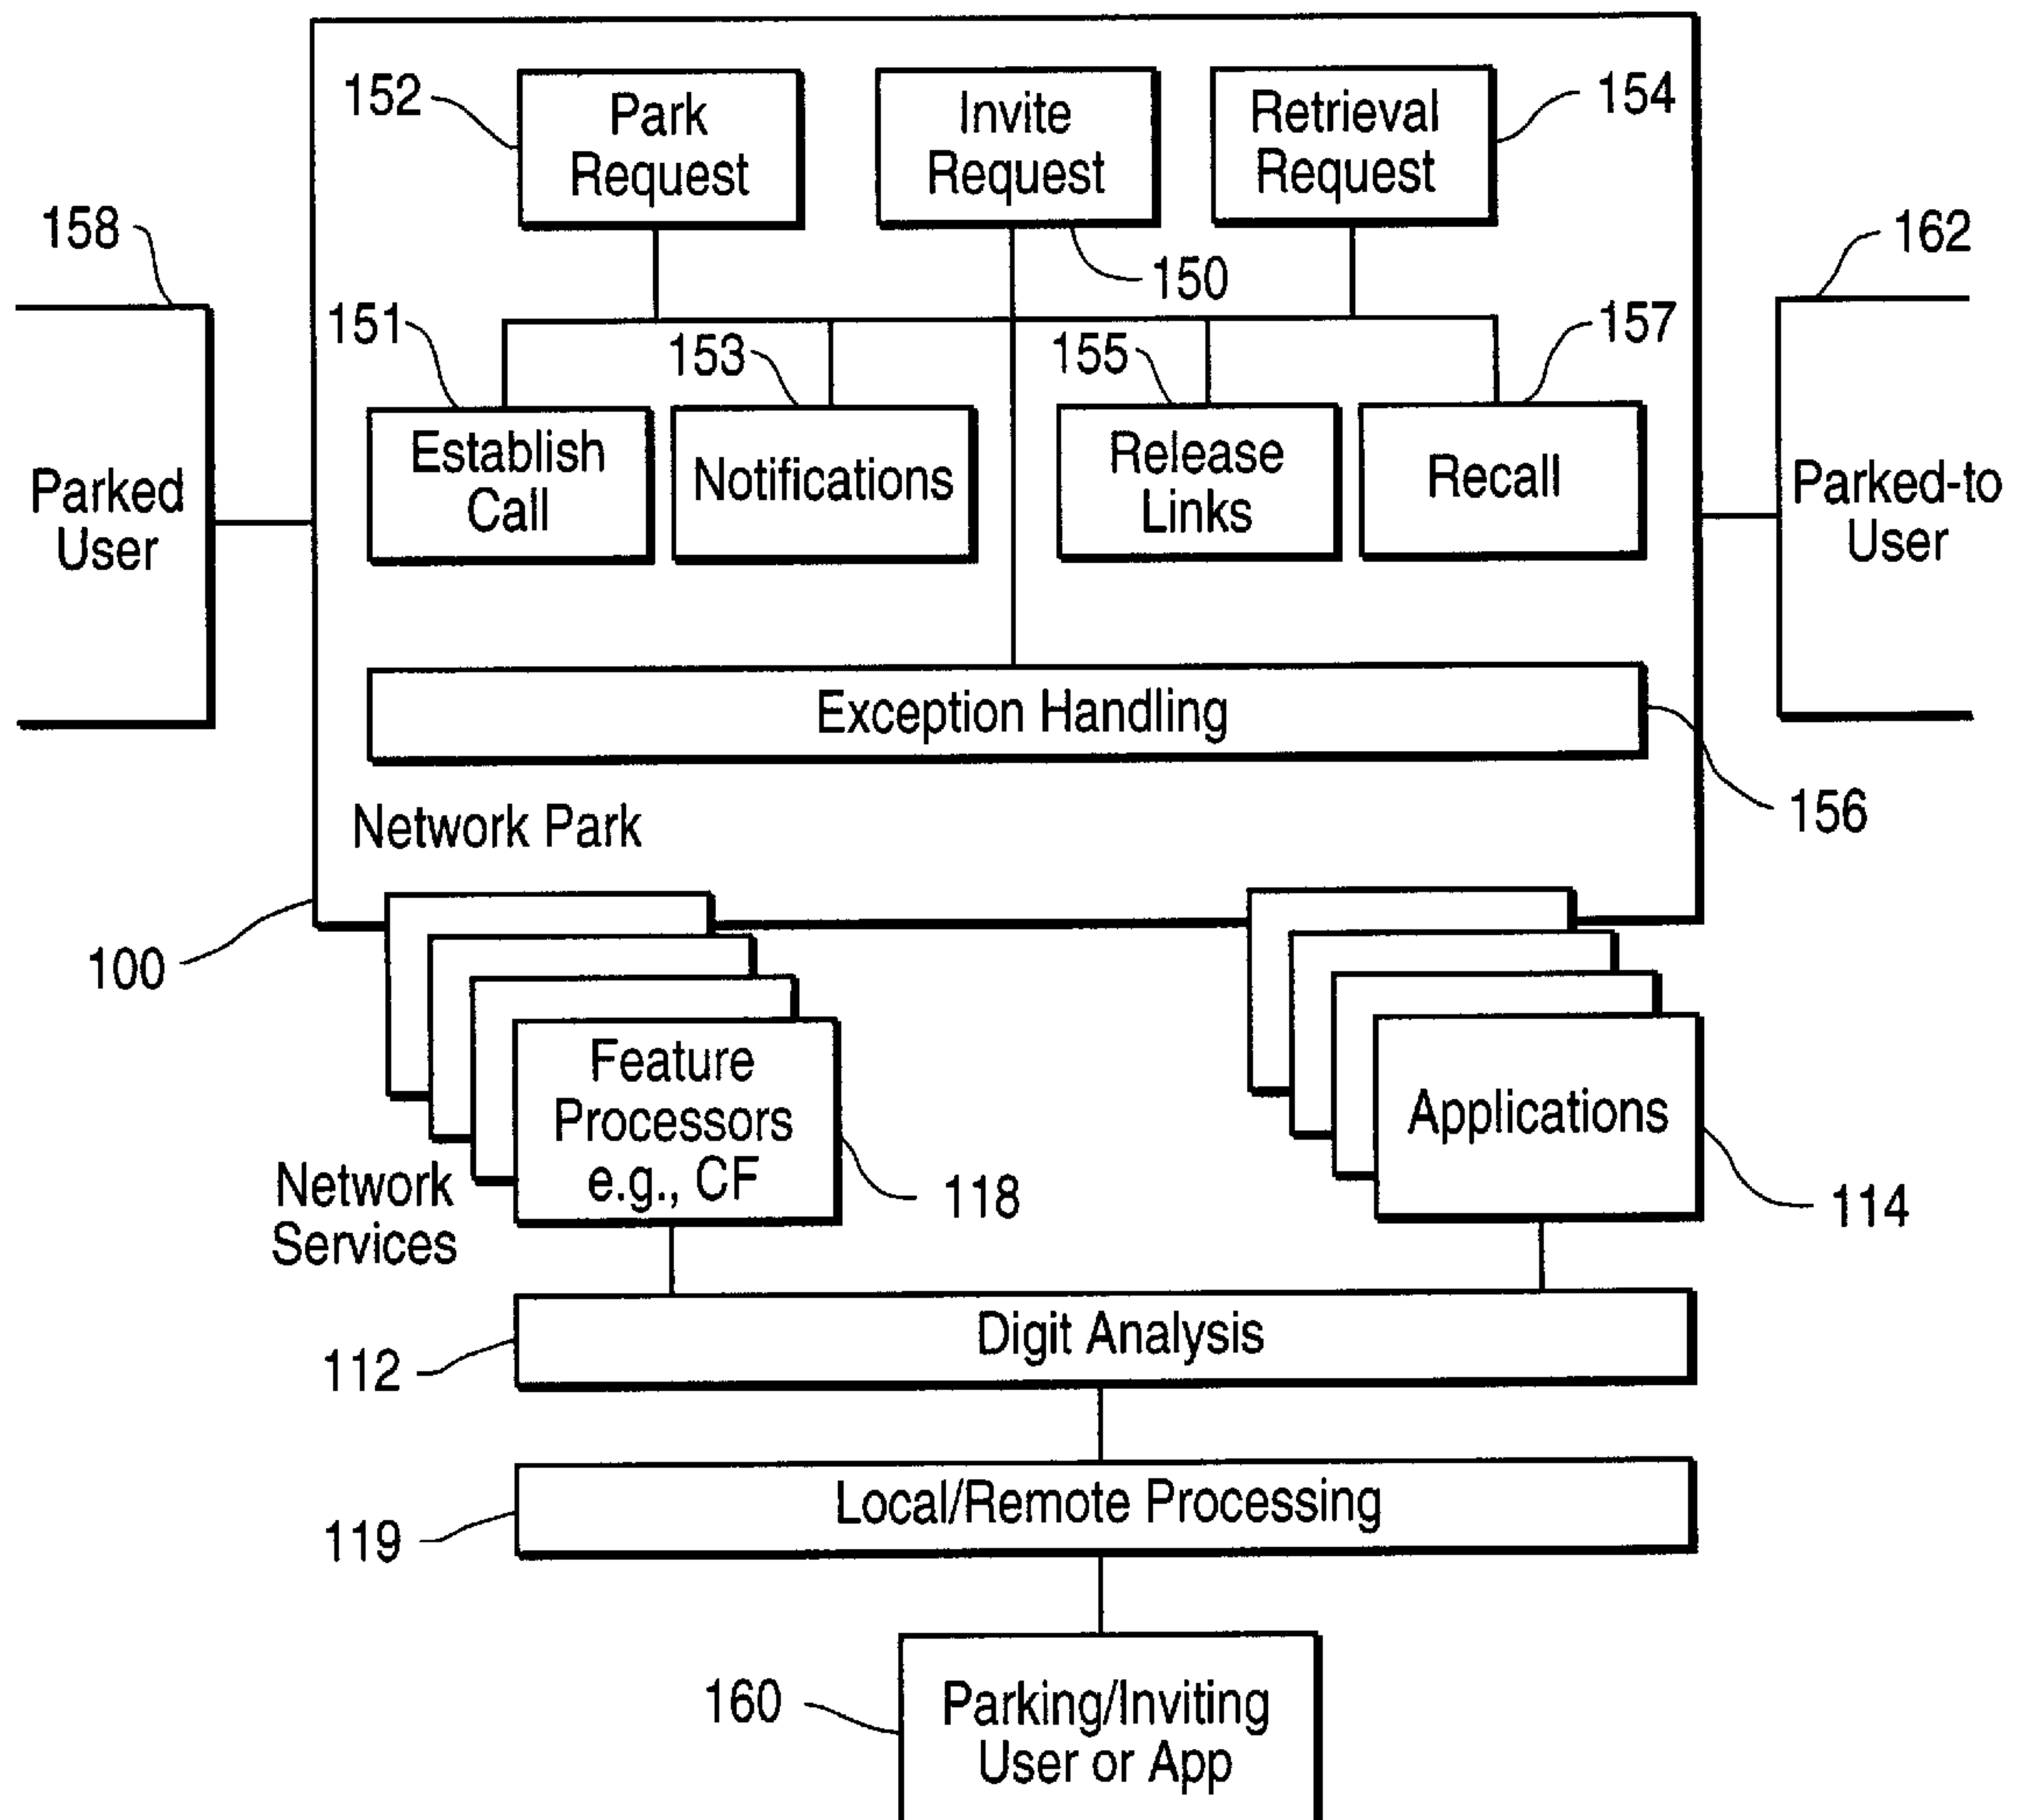 152
Park
Request
Invite
Request
Retrieval
Request
154
158
150
162
151
153
155
157
Establish
Call
Notifications
Release
Links
Recall
Parked
User
Parked-to
User
Exception Handling
156
Network Park
100
Feature
Processors
e.g., CF
118
Applications
114
Network
Services
Digit Analysis
112
Local/Remote Processing
119
160
Parking/Inviting
User or App